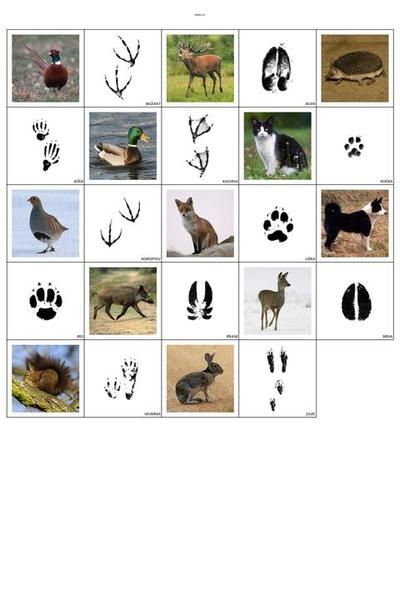 BAŽANT
JELEN
JEŽEK
KACHNA
KOČKA
KOROPTEV
LIŠKA
PES
PRASE
SRNA
VEVERKA
ZAJÍC